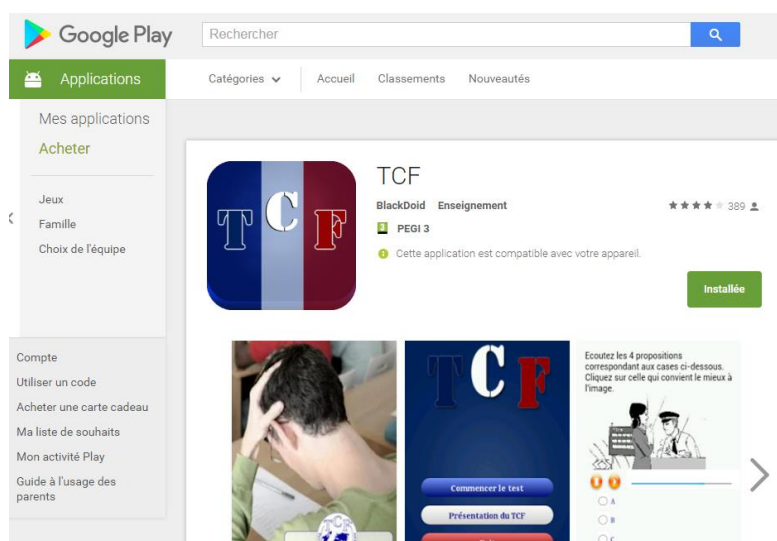 Google Play
Rechercher
Applications
Catégories
Accueil
Classements
Nouveautés
Mes applications
Acheter
Jeux
Famille
Choix de l'équipe
Compte
Utiliser un code
Acheter une carte cadeau
Ma liste de souhaits
Mon activité Play
Guide à l'usage des
parents
TCF
TCF
BlackDoid Enseignement
389
3 PEGI 3
Cette application est compatible avec votre appareil.
Installée
TCF
TCF
Commencer le test
Présentation du TCF
Ecoutez les 4 propositions
correspondant aux cases ci-dessous.
Cliquez sur celle qui convient le mieux à
l'image.
A
B
C